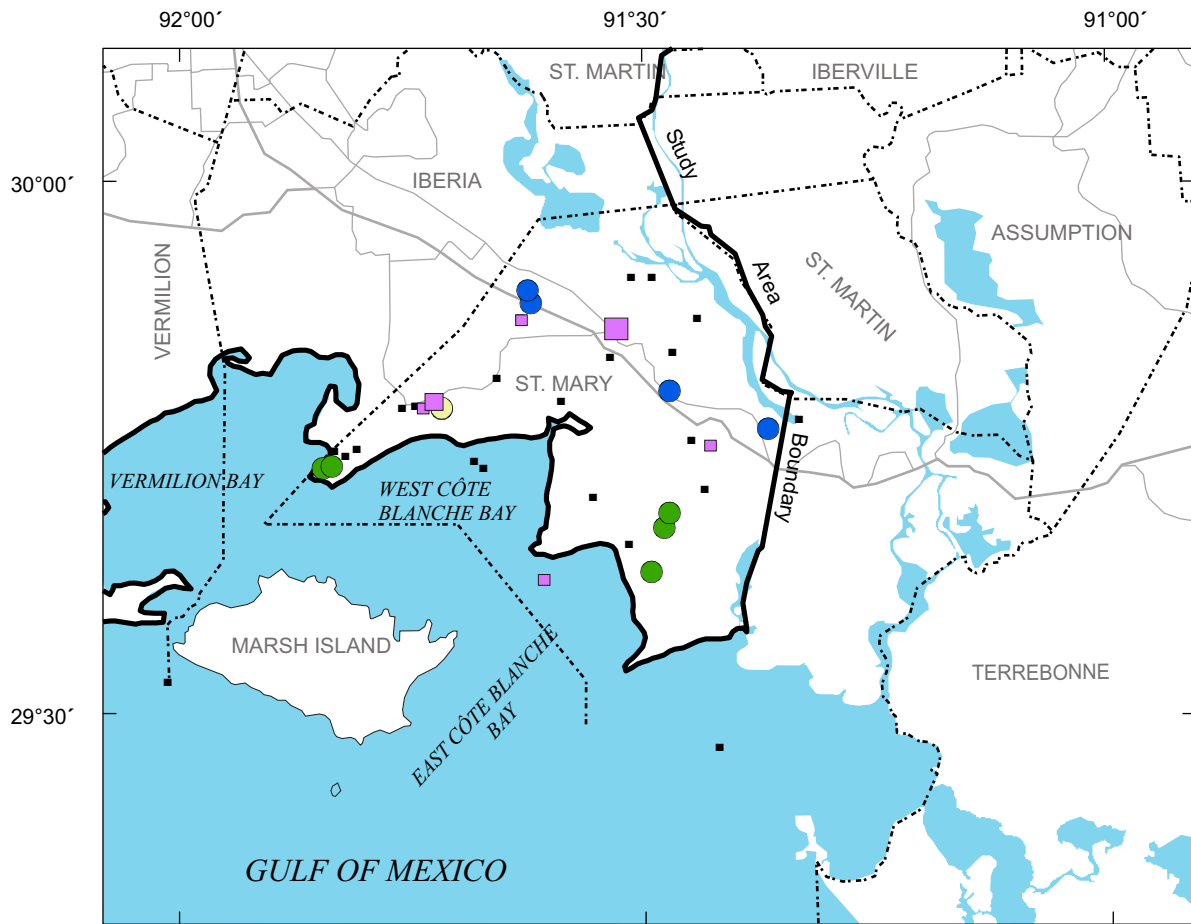 92°00´
91°30´
91°00´
ST. MARTIN
IBERVILLE
Study
30°00´
IBERIA
ASSUMPTION
VERMILION
Area
ST. MARTIN
ST. MARY
VERMILION BAY
WEST CÔTE
BLANCHE BAY
Boundary
MARSH ISLAND
EAST CÔTE BLANCHE
BAY
TERREBONNE
29°30´
GULF OF MEXICO